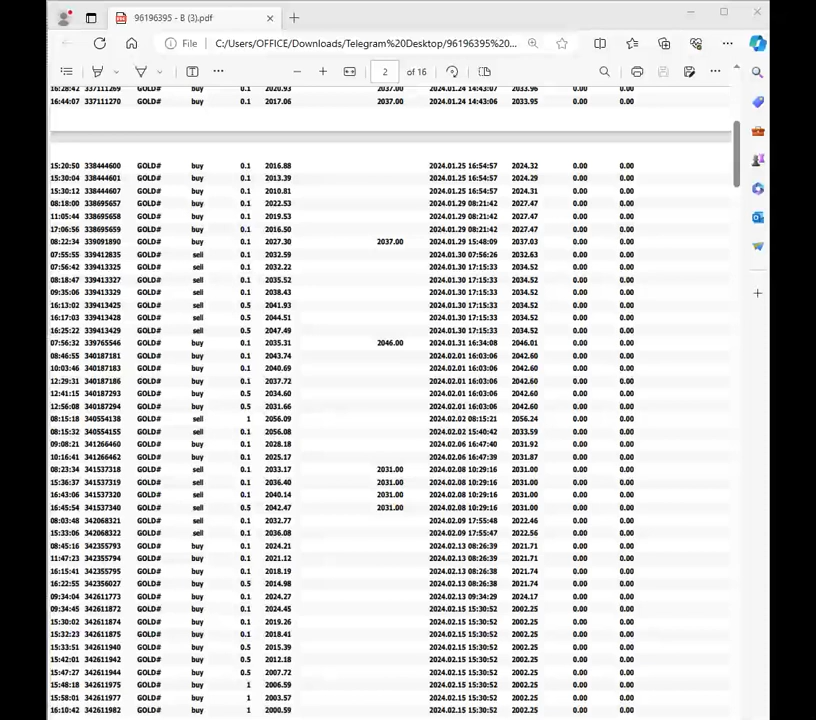 96196395 - B (3).pdf
File C:/Users/OFFICE/Downloads/Telegram%20Desktop/96196395%20...
2 of 16
16:28:42 337111269 GOLD# buy 0.1 2020.93 2037.00 2024.01.24 14:43:07 2033.96 0.00 0.00
16:44:07 337111270 GOLD# buy 0.1 2017.06 2037.00 2024.01.24 14:43:06 2033.95 0.00 0.00
15:20:50 338444600 GOLD# buy 0.1 2016.88 2024.01.25 16:54:57 2024.32 0.00 0.00
15:30:04 338444601 GOLD# buy 0.1 2013.39 2024.01.25 16:54:57 2024.29 0.00 0.00
15:30:12 338444607 GOLD# buy 0.1 2010.81 2024.01.25 16:54:57 2024.31 0.00 0.00
08:18:00 338695657 GOLD# buy 0.1 2022.53 2024.01.29 08:21:42 2027.47 0.00 0.00
11:05:44 338695658 GOLD# buy 0.1 2019.53 2024.01.29 08:21:42 2027.47 0.00 0.00
17:06:56 338695659 GOLD# buy 0.1 2016.50 2024.01.29 08:21:42 2027.47 0.00 0.00
08:22:34 339091890 GOLD# buy 0.1 2027.30 2037.00 2024.01.29 15:48:09 2037.03 0.00 0.00
07:55:55 339412835 GOLD# sell 0.1 2032.59 2024.01.30 07:56:26 2032.63 0.00 0.00
07:56:42 339413325 GOLD# sell 0.1 2032.22 2024.01.30 17:15:33 2034.52 0.00 0.00
08:18:47 339413327 GOLD# sell 0.1 2035.52 2024.01.30 17:15:33 2034.52 0.00 0.00
09:35:06 339413329 GOLD# sell 0.1 2038.43 2024.01.30 17:15:33 2034.52 0.00 0.00
16:13:02 339413425 GOLD# sell 0.5 2041.93 2024.01.30 17:15:33 2034.52 0.00 0.00
16:17:03 339413428 GOLD# sell 0.5 2044.51 2024.01.30 17:15:33 2034.52 0.00 0.00
16:25:22 339413429 GOLD# sell 0.5 2047.49 2024.01.30 17:15:33 2034.52 0.00 0.00
07:56:32 339765546 GOLD# buy 0.1 2035.31 2046.00 2024.01.31 16:34:08 2046.01 0.00 0.00
08:46:55 340187181 GOLD# buy 0.1 2043.74 2024.02.01 16:03:06 2042.60 0.00 0.00
10:03:46 340187183 GOLD# buy 0.1 2040.69 2024.02.01 16:03:06 2042.60 0.00 0.00
12:29:31 340187186 GOLD# buy 0.1 2037.72 2024.02.01 16:03:06 2042.60 0.00 0.00
12:41:15 340187293 GOLD# buy 0.5 2034.60 2024.02.01 16:03:06 2042.60 0.00 0.00
12:56:08 340187294 GOLD# buy 0.5 2031.66 2024.02.01 16:03:06 2042.60 0.00 0.00
08:15:18 340554138 GOLD# sell 1 2056.09 2024.02.02 08:15:21 2056.24 0.00 0.00
08:15:32 340554155 GOLD# sell 0.1 2056.08 2024.02.02 15:40:42 2033.59 0.00 0.00
09:08:21 341266460 GOLD# buy 0.1 2028.18 2024.02.06 16:47:40 2031.92 0.00 0.00
10:16:41 341266462 GOLD# buy 0.1 2025.17 2024.02.06 16:47:39 2031.87 0.00 0.00
08:23:34 341537318 GOLD# sell 0.1 2033.17 2031.00 2024.02.08 10:29:16 2031.00 0.00 0.00
15:36:37 341537319 GOLD# sell 0.1 2036.40 2031.00 2024.02.08 10:29:16 2031.00 0.00 0.00
16:43:06 341537320 GOLD# sell 0.1 2040.14 2031.00 2024.02.08 10:29:16 2031.00 0.00 0.00
16:45:54 341537340 GOLD# sell 0.5 2042.47 2031.00 2024.02.08 10:29:16 2031.00 0.00 0.00
08:03:48 342068321 GOLD# sell 0.1 2032.77 2024.02.09 17:55:48 2022.46 0.00 0.00
15:33:06 342068322 GOLD# sell 0.1 2036.08 2024.02.09 17:55:47 2022.56 0.00 0.00
08:45:16 342355793 GOLD# buy 0.1 2024.21 2024.02.13 08:26:39 2021.71 0.00 0.00
11:47:23 342355794 GOLD# buy 0.1 2021.12 2024.02.13 08:26:39 2021.71 0.00 0.00
16:15:41 342355795 GOLD# buy 0.1 2018.19 2024.02.13 08:26:38 2021.74 0.00 0.00
16:22:55 342356027 GOLD# buy 0.5 2014.98 2024.02.13 08:26:38 2021.74 0.00 0.00
09:34:04 342611773 GOLD# buy 0.1 2024.27 2024.02.13 09:34:29 2024.17 0.00 0.00
09:34:45 342611872 GOLD# buy 0.1 2024.45 2024.02.15 15:30:52 2002.25 0.00 0.00
15:30:02 342611874 GOLD# buy 0.1 2019.26 2024.02.15 15:30:52 2002.25 0.00 0.00
15:32:23 342611875 GOLD# buy 0.1 2018.41 2024.02.15 15:30:52 2002.25 0.00 0.00
15:33:51 342611940 GOLD# buy 0.5 2015.39 2024.02.15 15:30:52 2002.25 0.00 0.00
15:42:01 342611942 GOLD# buy 0.5 2012.18 2024.02.15 15:30:52 2002.25 0.00 0.00
15:47:27 342611944 GOLD# buy 0.5 2007.72 2024.02.15 15:30:52 2002.25 0.00 0.00
15:48:18 342611975 GOLD# buy 1 2006.59 2024.02.15 15:30:52 2002.25 0.00 0.00
15:58:01 342611977 GOLD# buy 1 2003.57 2024.02.15 15:30:52 2002.25 0.00 0.00
16:10:42 342611982 GOLD# buy 1 2000.59 2024.02.15 15:30:52 2002.25 0.00 0.00